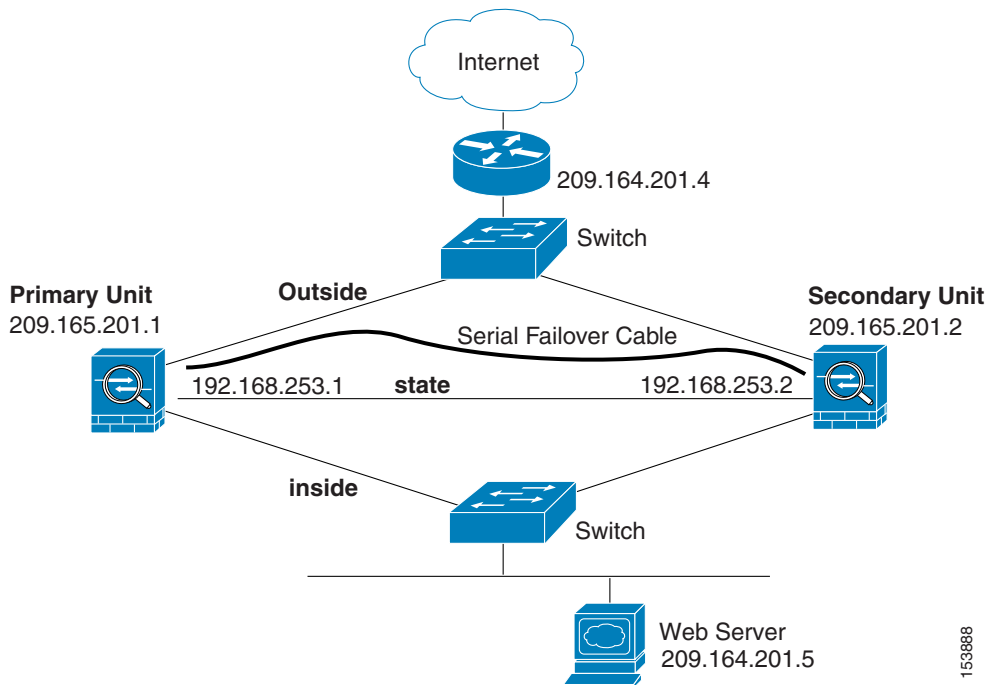 Internet
209.164.201.4
Switch
Primary Unit
209.165.201.1
Outside
Secondary Unit
209.165.201.2
Serial Failover Cable
192.168.253.1
state
192.168.253.2
inside
Switch
Web Server
209.164.201.5
153888